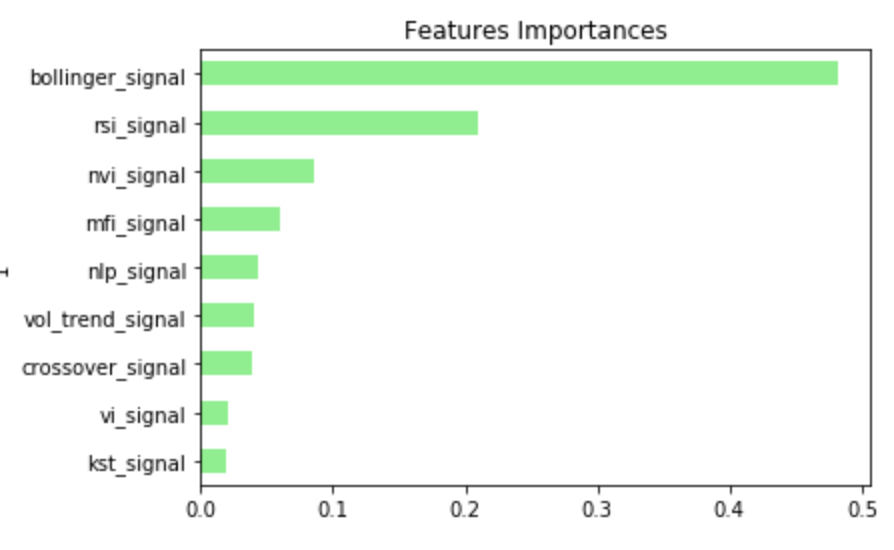 Features Importances
bollinger_signal
rsi_signal
nvi_signal
mfi_signal
nlp_signal
vol_trend_signal
crossover_signal
vi_signal
kst_signal
0.0 0.1 0.2 0.3 0.4 0.5